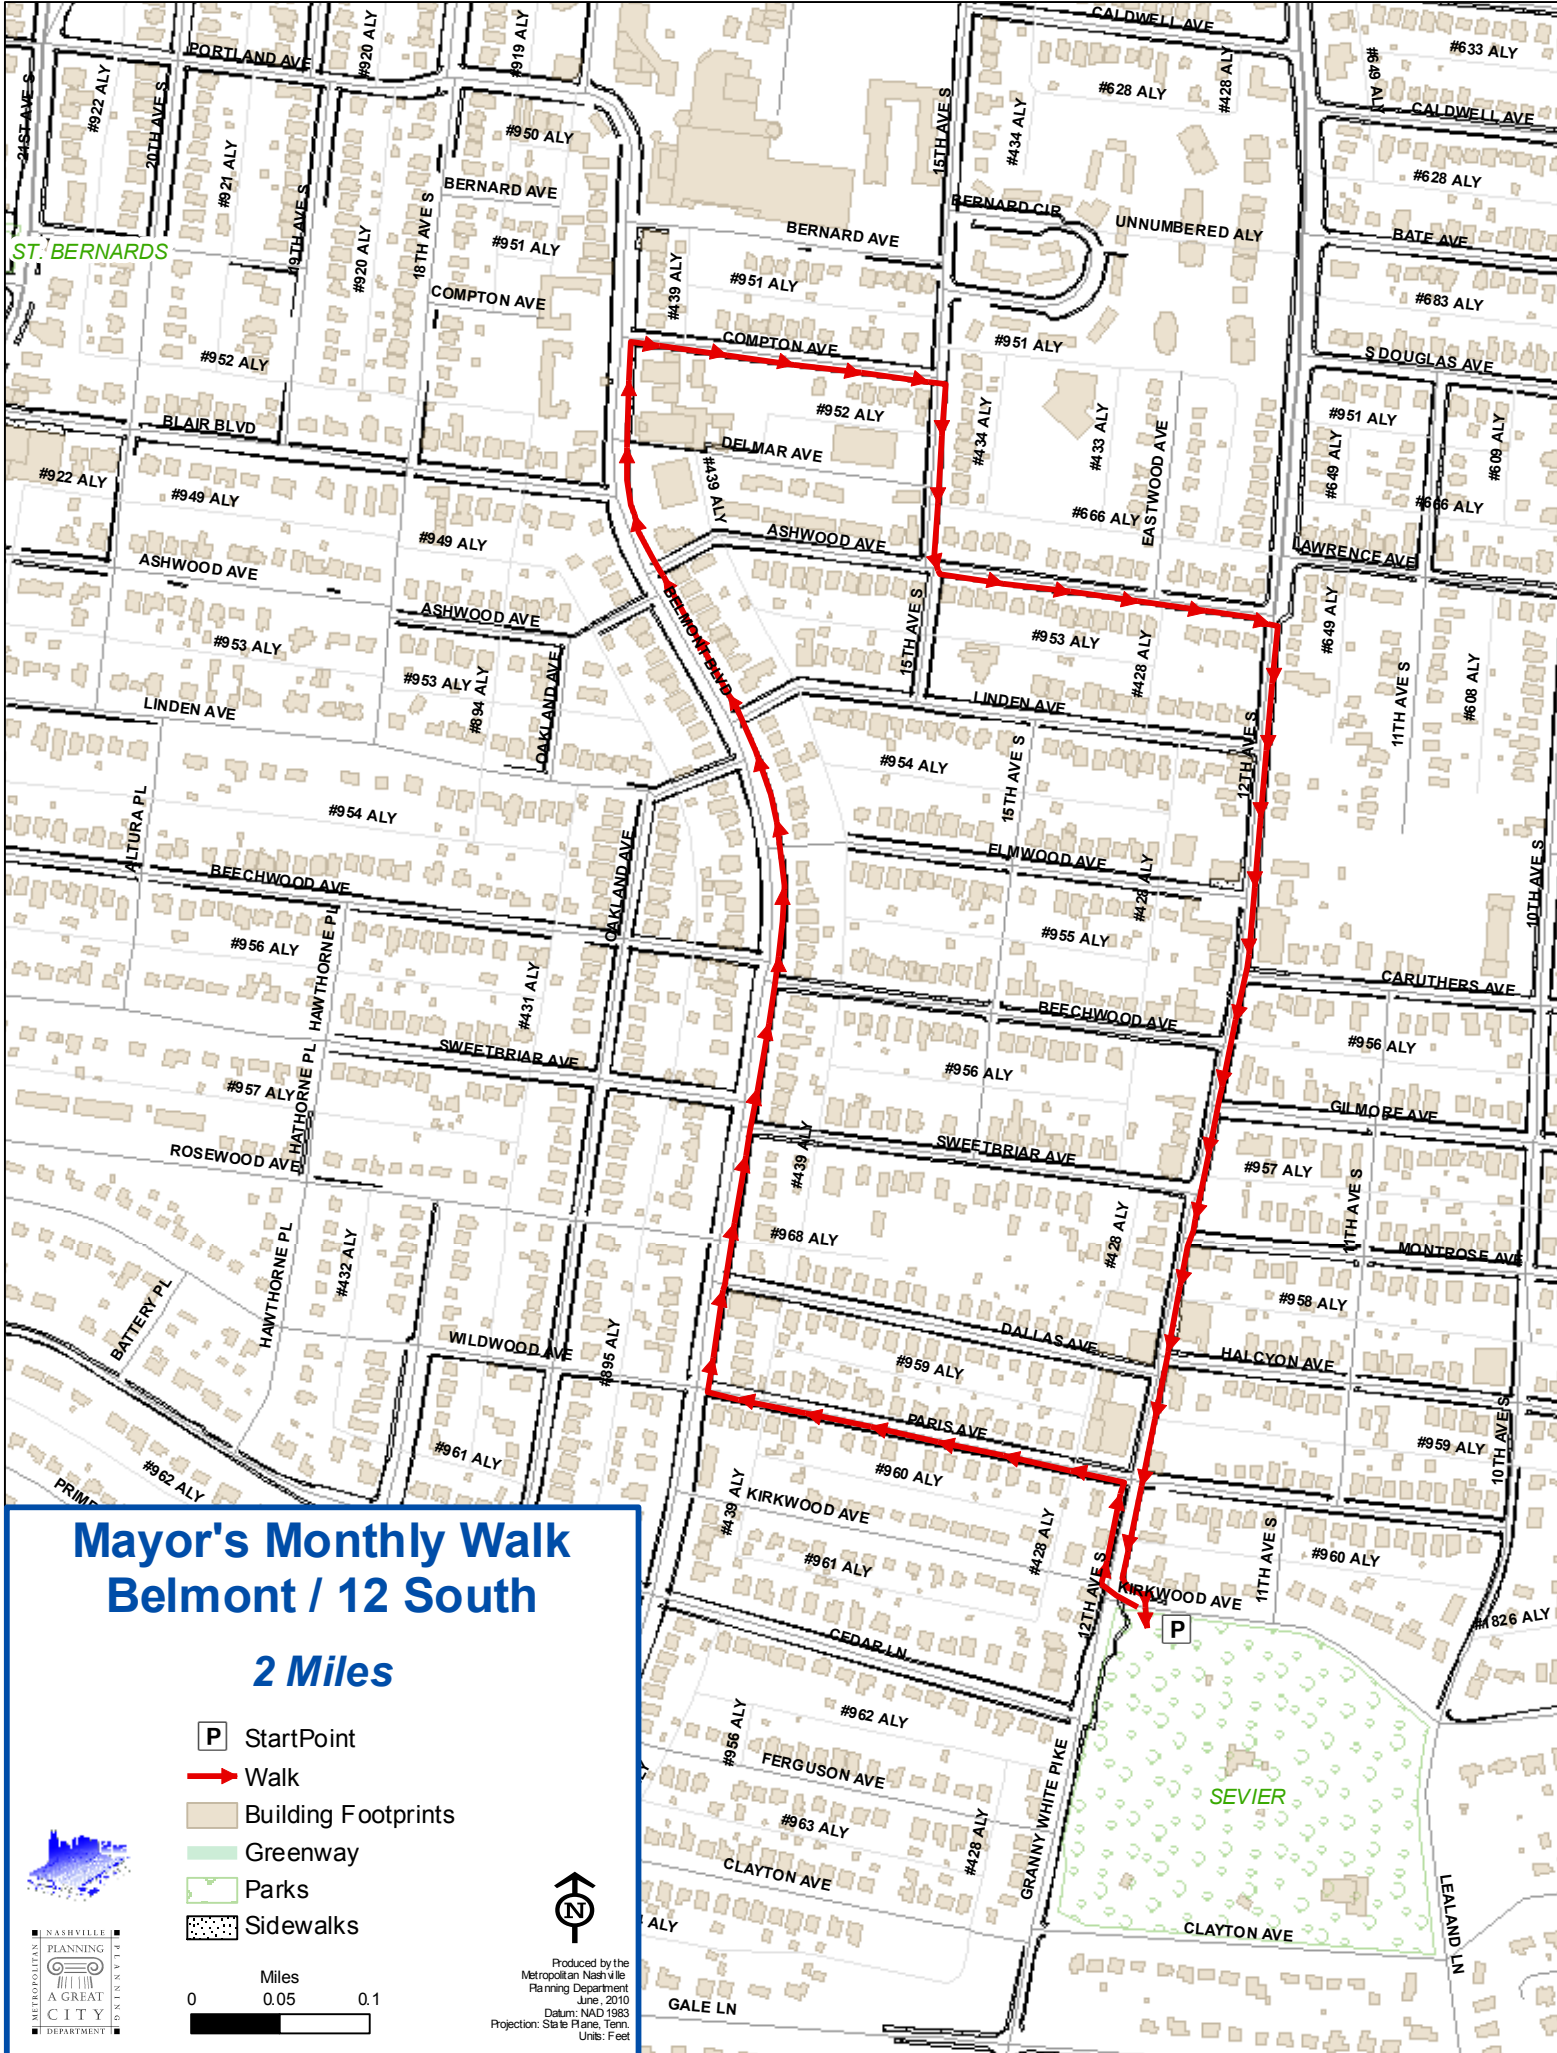 CALDWELL AVE
#920 ALY
#919 ALY
PORTLAND AVE
#633 ALY
#649 ALY
#428 ALY
#628 ALY
CALDWELL AVE
21ST AVE S
#922 ALY
20TH AVE S
#950 ALY
15TH AVE S
#434 ALY
#921 ALY
BERNARD AVE
#628 ALY
BERNARD CIR
UNNUMBERED ALY
ST. BERNARDS
19TH AVE S
#920 ALY
18TH AVE S
#951 ALY
BERNARD AVE
BATE AVE
#439 ALY
#951 ALY
COMPTON AVE
#683 ALY
#952 ALY
COMPTON AVE
#951 ALY
S DOUGLAS AVE
BLAIR BLVD
#952 ALY
#434 ALY
#433 ALY
EASTWOOD AVE
#951 ALY
#649 ALY
#609 ALY
DELMAR AVE
#439 ALY
#922 ALY
#949 ALY
#666 ALY
#666 ALY
#949 ALY
ASHWOOD AVE
AWRENCE AVE
ASHWOOD AVE
ASHWOOD AVE
BELMONT BLVD
15TH AVE S
#953 ALY
#953 ALY
#428 ALY
#649 ALY
11TH AVE S
#608 ALY
#953 ALY
#894 ALY
OAKLAND AVE
LINDEN AVE
LINDEN AVE
12TH AVE S
#954 ALY
15TH AVE S
ALTURA PL
#954 ALY
OAKLAND AVE
ELMWOOD AVE
#428 ALY
10TH AVE S
BEECHWOOD AVE
#956 ALY
HAWTHORNE PL
#431 ALY
#955 ALY
CARUTHERS AVE
BEECHWOOD AVE
SWEETBRIAR AVE
#956 ALY
#956 ALY
#957 ALY
HATHORNE PL
GILMORE AVE
ROSEWOOD AVE
#439 ALY
SWEETBRIAR AVE
#957 ALY
11TH AVE S
#968 ALY
#428 ALY
HAWTHORNE PL
#432 ALY
MONTROSE AVE
BATTERY PL
#958 ALY
WILDWOOD AVE
#895 ALY
DALLAS AVE
#959 ALY
HALCYON AVE
PARIS AVE
#959 ALY
10TH AVE S
#961 ALY
#962 ALY
#960 ALY
#439 ALY
KIRKWOOD AVE
#428 ALY
11TH AVE S
#960 ALY
#961 ALY
12TH AVE S
KIRKWOOD AVE
P
#1826 ALY
CEDAR LN
#962 ALY
#956 ALY
FERGUSON AVE
GRANNY WHITE PIKE
SEVIER
#963 ALY
#428 ALY
CLAYTON AVE
ALY
CLAYTON AVE
LEALAND LN
GALE LN
Mayor's Monthly Walk
Belmont / 12 South
2 Miles
P StartPoint
Walk
Building Footprints
Greenway
Parks
Sidewalks
N
NASHVILLE
PLANNING
DEPARTMENT
METROPOLITAN
PLANNING
A GREAT
CITY
Miles
0 0.05 0.1
Produced by the
Metropolitan Nashville
Planning Department
June, 2010
Datum: NAD 1983
Projection: State Plane, Tenn.
Units: Feet